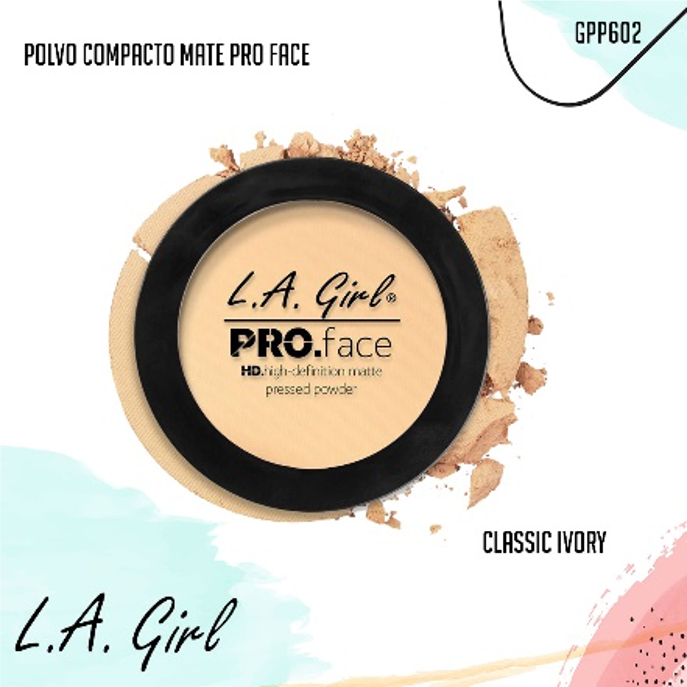 POLVO COMPACTO MATE PRO FACE
GPP602
L.A. Girl®
PRO.face
HD.high-definition matte
pressed powder
CLASSIC IVORY
L.A. Girl